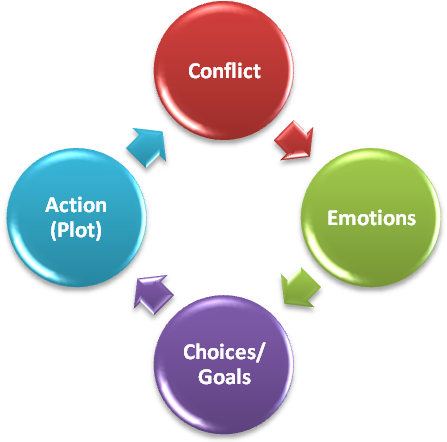 Conflict
Emotions
Choices/
Goals
Action
(Plot)